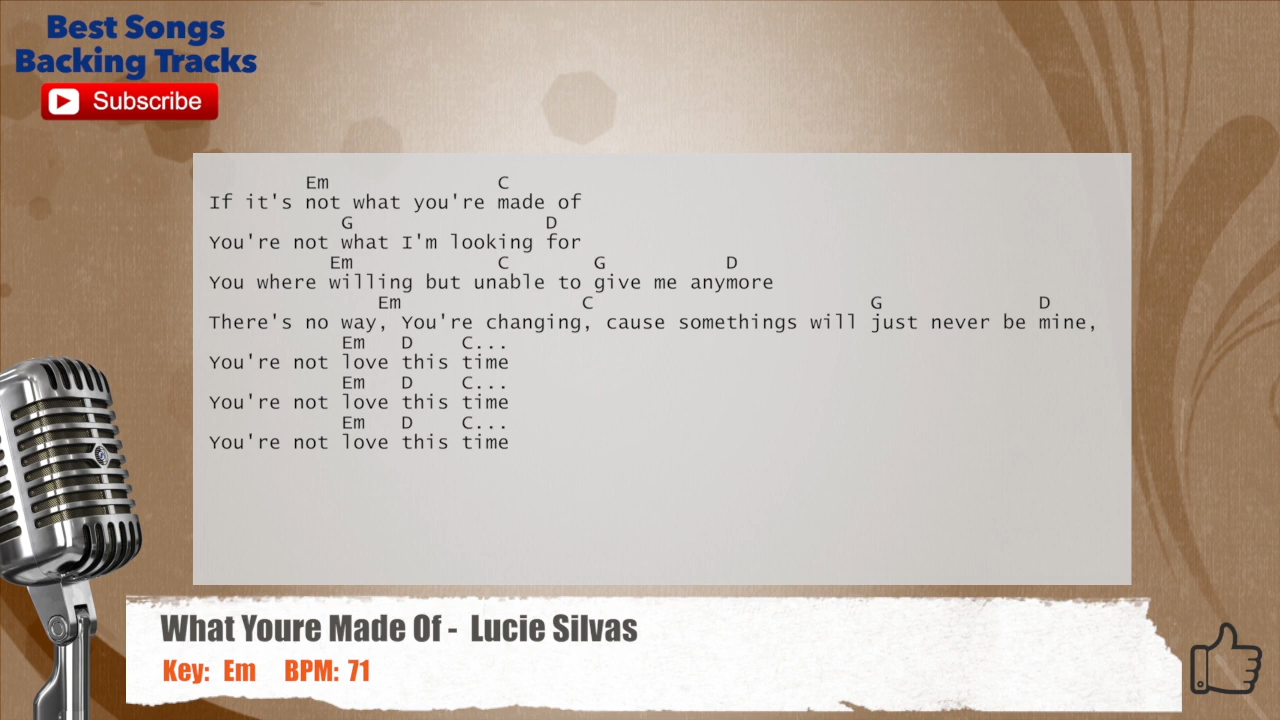 Best Songs
Backing Tracks
Subscribe
Em C
If it's not what you're made of
G D
You're not what I'm looking for
Em C G D
You where willing but unable to give me anymore
Em C G D
There's no way, You're changing, cause somethings will just never be mine,
Em D C...
You're not love this time
Em D C...
You're not love this time
Em D C...
You're not love this time
What Youre Made Of - Lucie Silvas
Key: Em BPM: 71